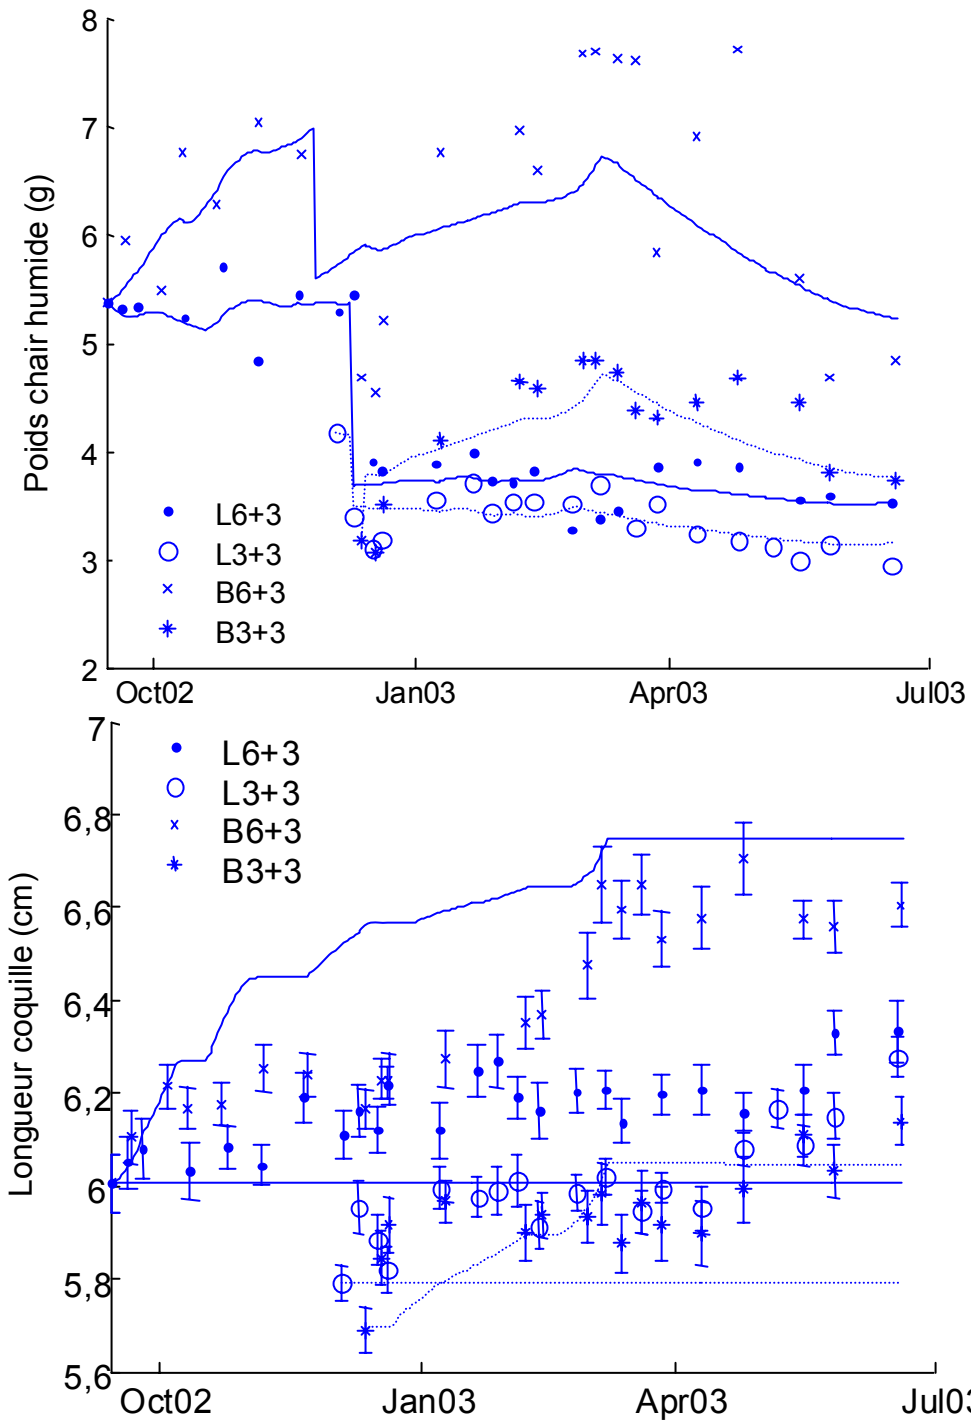 8
7
6
5
4
3
2
Poids chair humide (g)
L6+3
L3+3
B6+3
B3+3
Oct02 Jan03 Apr03 Jul03
7
6,8
6,6
6,4
6,2
6
5,8
5,6
Longueur coquille (cm)
L6+3
L3+3
B6+3
B3+3
Oct02 Jan03 Apr03 Jul03